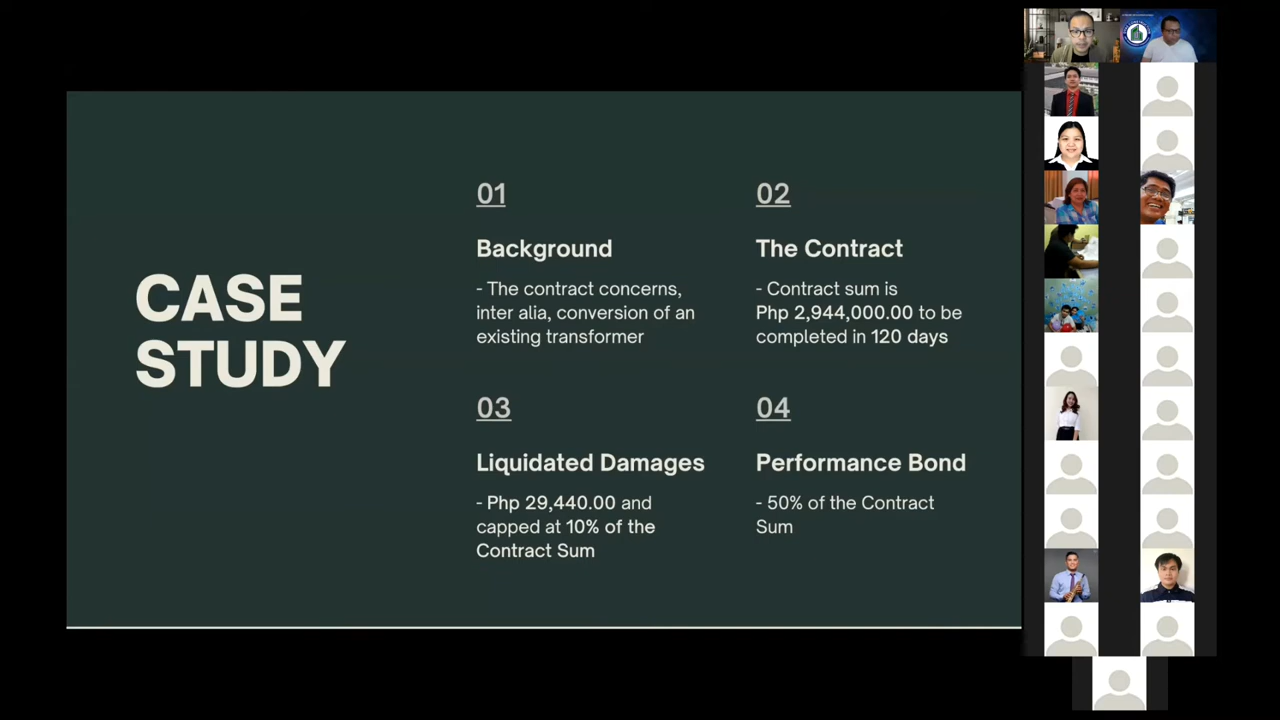 CASE
STUDY
01
Background
- The contract concerns,
inter alia, conversion of an
existing transformer
02
The Contract
- Contract sum is
Php 2,944,000.00 to be
completed in 120 days
03
Liquidated Damages
- Php 29,440.00 and
capped at 10% of the
Contract Sum
04
Performance Bond
- 50% of the Contract
Sum